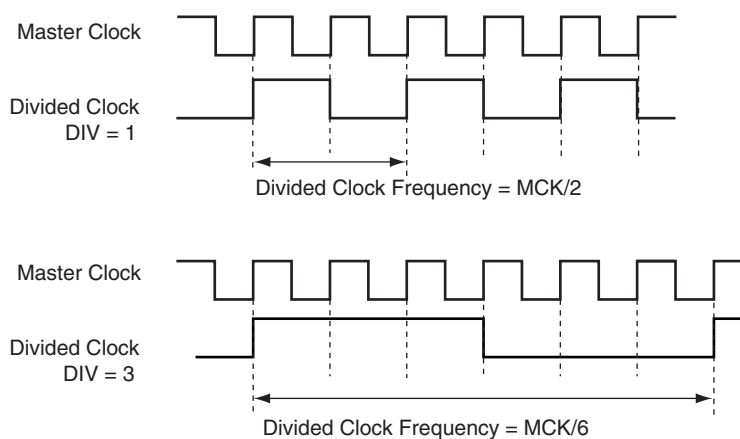 Master Clock
Divided Clock
DIV = 1
Divided Clock Frequency = MCK/2
Master Clock
Divided Clock
DIV = 3
Divided Clock Frequency = MCK/6